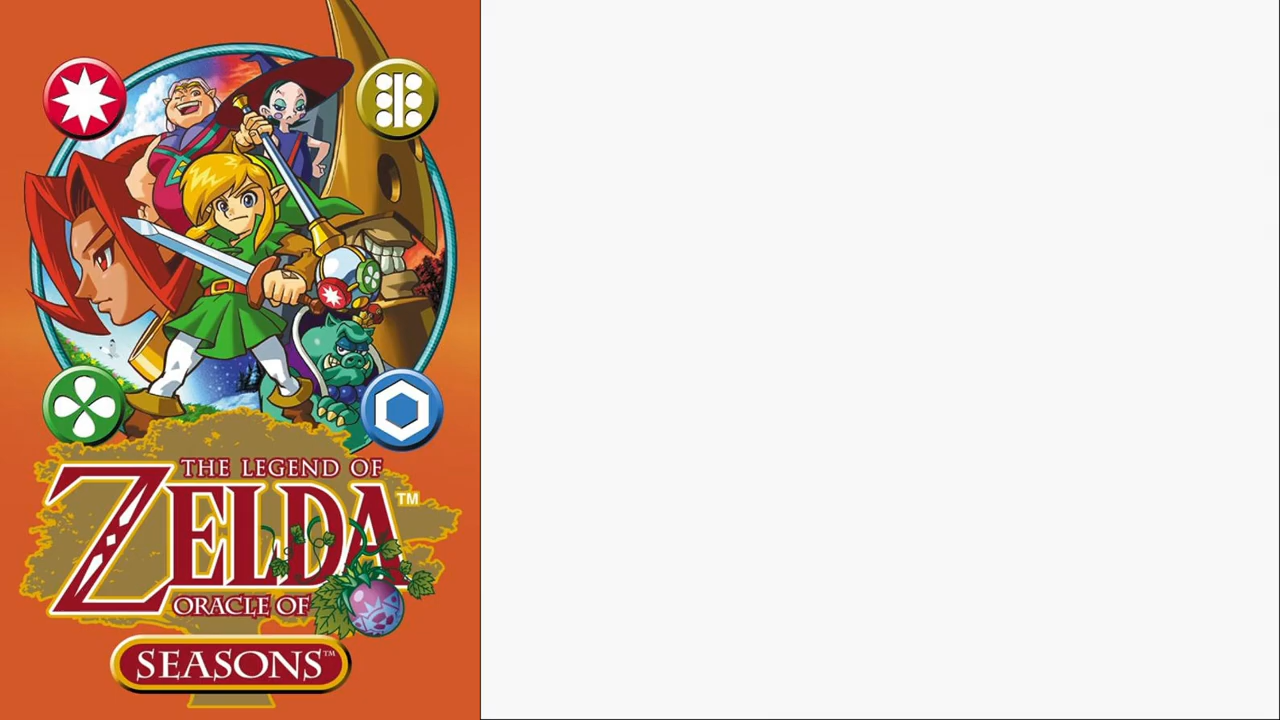 THE LEGEND OF
ZELDA™
ORACLE OF
SEASONS™